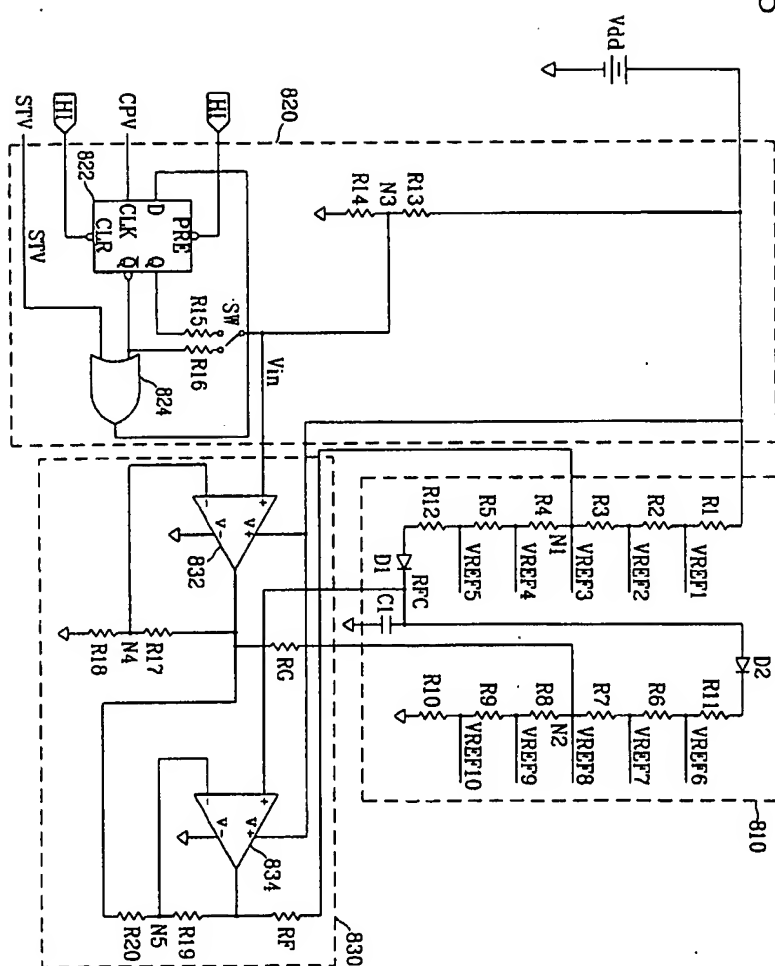 Vdd
STV
HI
CPV
HI
820
822
CLR
CLK
D
PRE
Q
Q
STV
R14
N3
R13
R15
R16
SW
824
Vin
832
-
+
V-
V+
R18
N4
R17
RG
834
-
+
V-
V+
R20
N5
R19
RF
830
R12
R5
R4
N1
R3
R2
R1
VREF5
VREF4
VREF3
VREF2
VREF1
D1
RFC
C1
D2
R10
R9
R8
N2
R7
R6
R11
VREF10
VREF9
VREF8
VREF7
VREF6
810